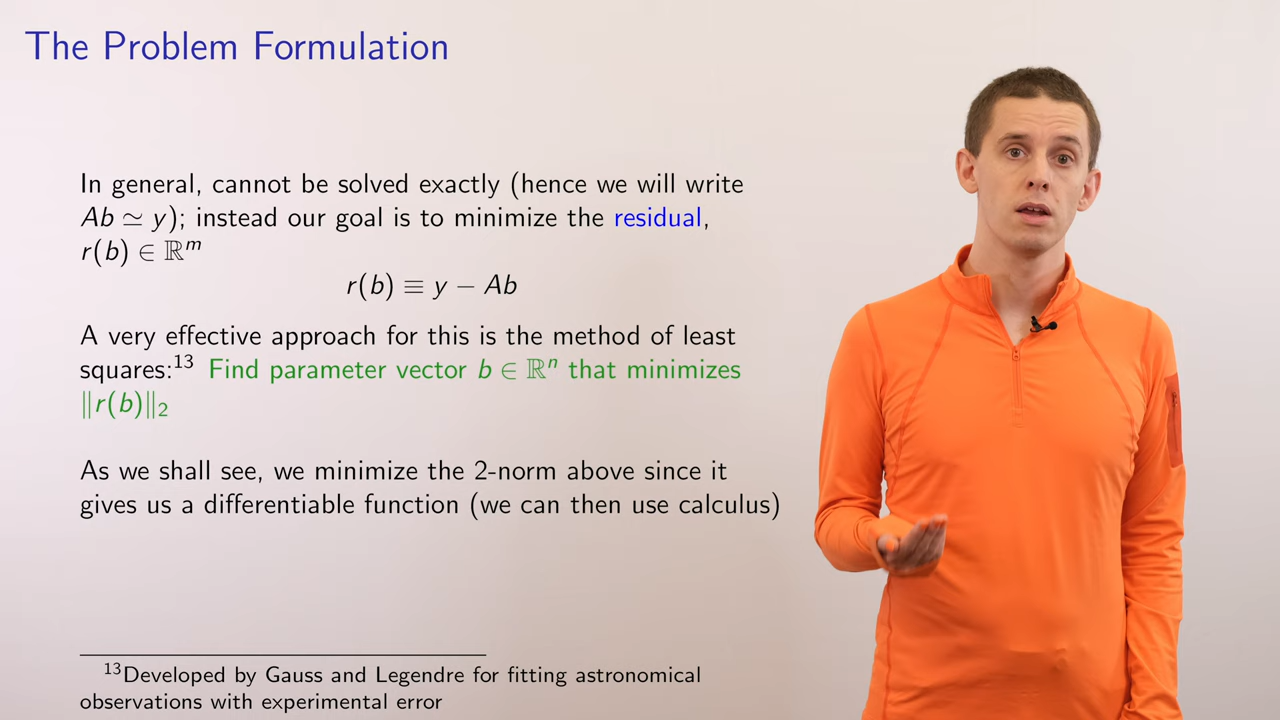 The Problem Formulation
In general, cannot be solved exactly (hence we will write
Ab ≃ y); instead our goal is to minimize the residual,
r(b) ∈ ℝᵐ
r(b) ≡ y − Ab
A very effective approach for this is the method of least
squares:¹³ Find parameter vector b ∈ ℝⁿ that minimizes
‖r(b)‖₂
As we shall see, we minimize the 2-norm above since it
gives us a differentiable function (we can then use calculus)
¹³Developed by Gauss and Legendre for fitting astronomical
observations with experimental error